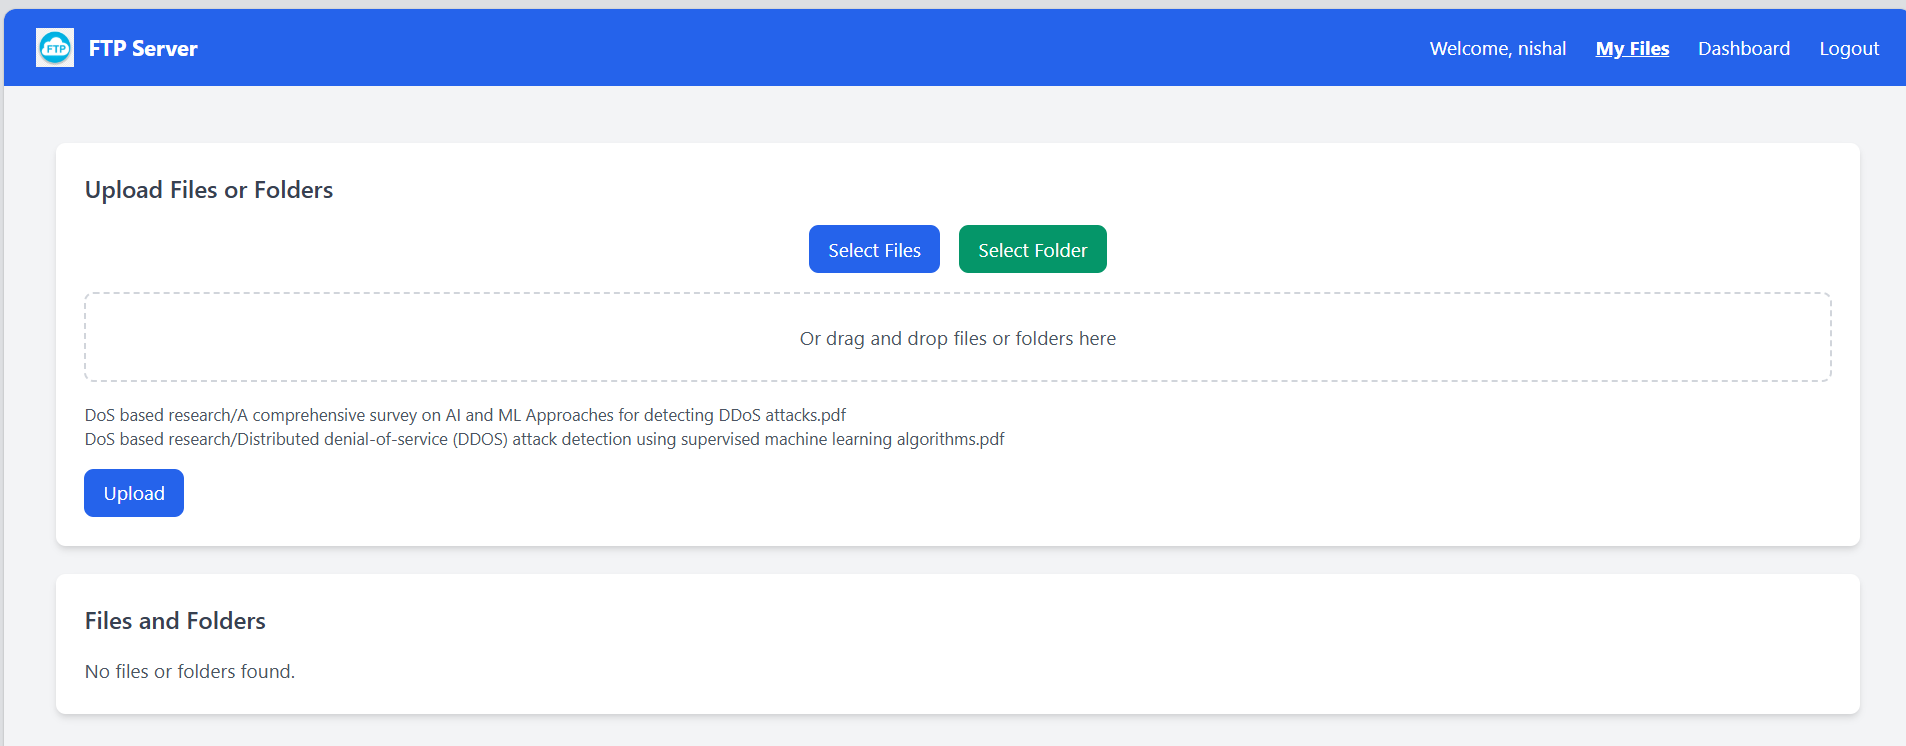 FTP
FTP Server
Welcome, nishal
My Files
Dashboard
Logout
Upload Files or Folders
Select Files
Select Folder
Or drag and drop files or folders here
DoS based research/A comprehensive survey on AI and ML Approaches for detecting DDoS attacks.pdf
DoS based research/Distributed denial-of-service (DDOS) attack detection using supervised machine learning algorithms.pdf
Upload
Files and Folders
No files or folders found.